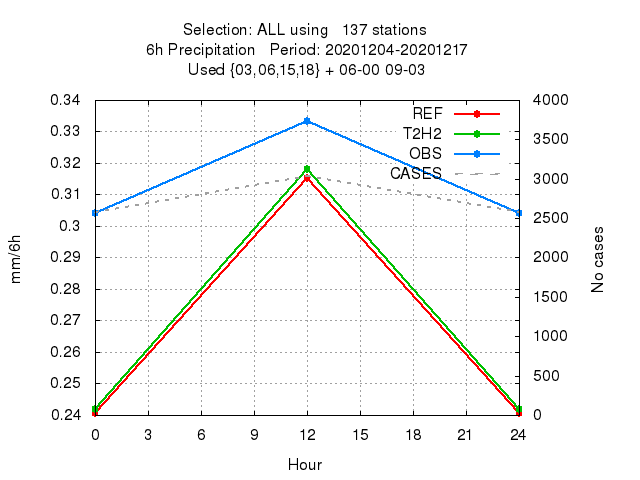 Selection: ALL using   137 stations
6h Precipitation   Period: 20201204-20201217
Used {03,06,15,18} + 06-00 09-03
0.34
0.33
0.32
0.31
0.3
0.29
0.28
0.27
0.26
0.25
0.24
mm/6h
REF
T2H2
OBS
CASES
4000
3500
3000
2500
2000
1500
1000
500
0
No cases
0 3 6 9 12 15 18 21 24
Hour